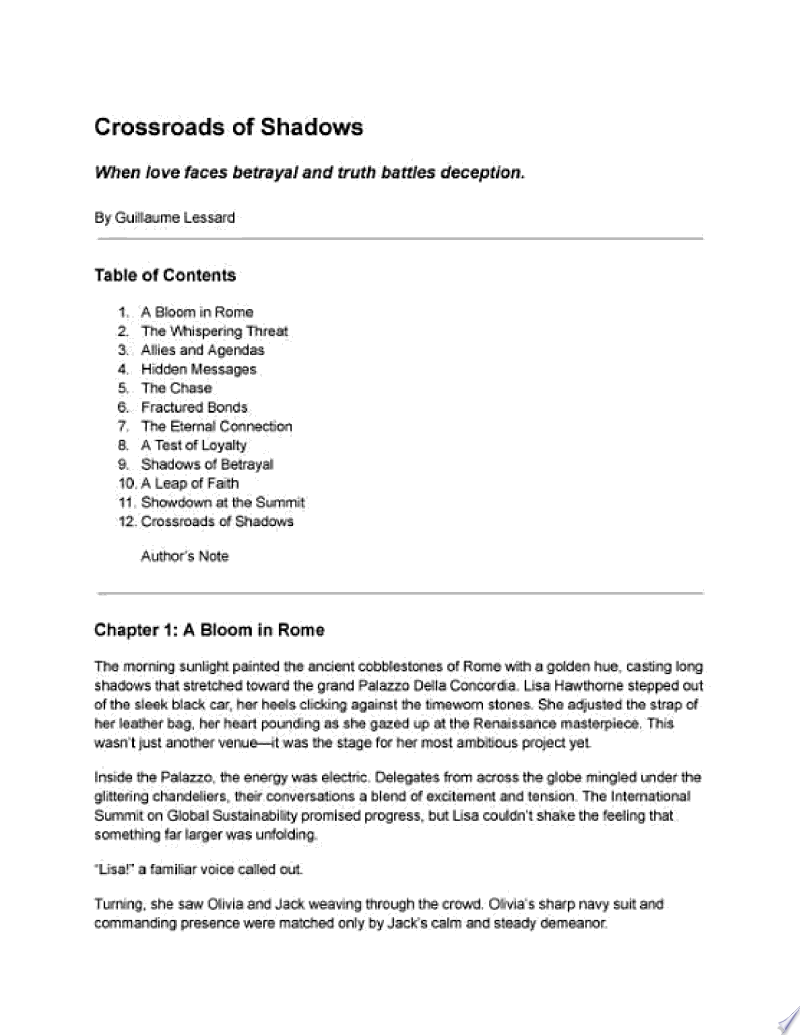 Crossroads of Shadows
When love faces betrayal and truth battles deception.
By Guillaume Lessard
Table of Contents
1. A Bloom in Rome
2. The Whispering Threat
3. Allies and Agendas
4. Hidden Messages
5. The Chase
6. Fractured Bonds
7. The Eternal Connection
8. A Test of Loyalty
9. Shadows of Betrayal
10. A Leap of Faith
11. Showdown at the Summit
12. Crossroads of Shadows
Author's Note
Chapter 1: A Bloom in Rome
The morning sunlight painted the ancient cobblestones of Rome with a golden hue, casting long
shadows that stretched toward the grand Palazzo Della Concordia. Lisa Hawthorne stepped out
of the sleek black car, her heels clicking against the timeworn stones. She adjusted the strap of
her leather bag, her heart pounding as she gazed up at the Renaissance masterpiece. This
wasn't just another venue—it was the stage for her most ambitious project yet.
Inside the Palazzo, the energy was electric. Delegates from across the globe mingled under the
glittering chandeliers, their conversations a blend of excitement and tension. The International
Summit on Global Sustainability promised progress, but Lisa couldn't shake the feeling that
something far larger was unfolding.
"Lisa!" a familiar voice called out.
Turning, she saw Olivia and Jack weaving through the crowd. Olivia's sharp navy suit and
commanding presence were matched only by Jack's calm and steady demeanor.